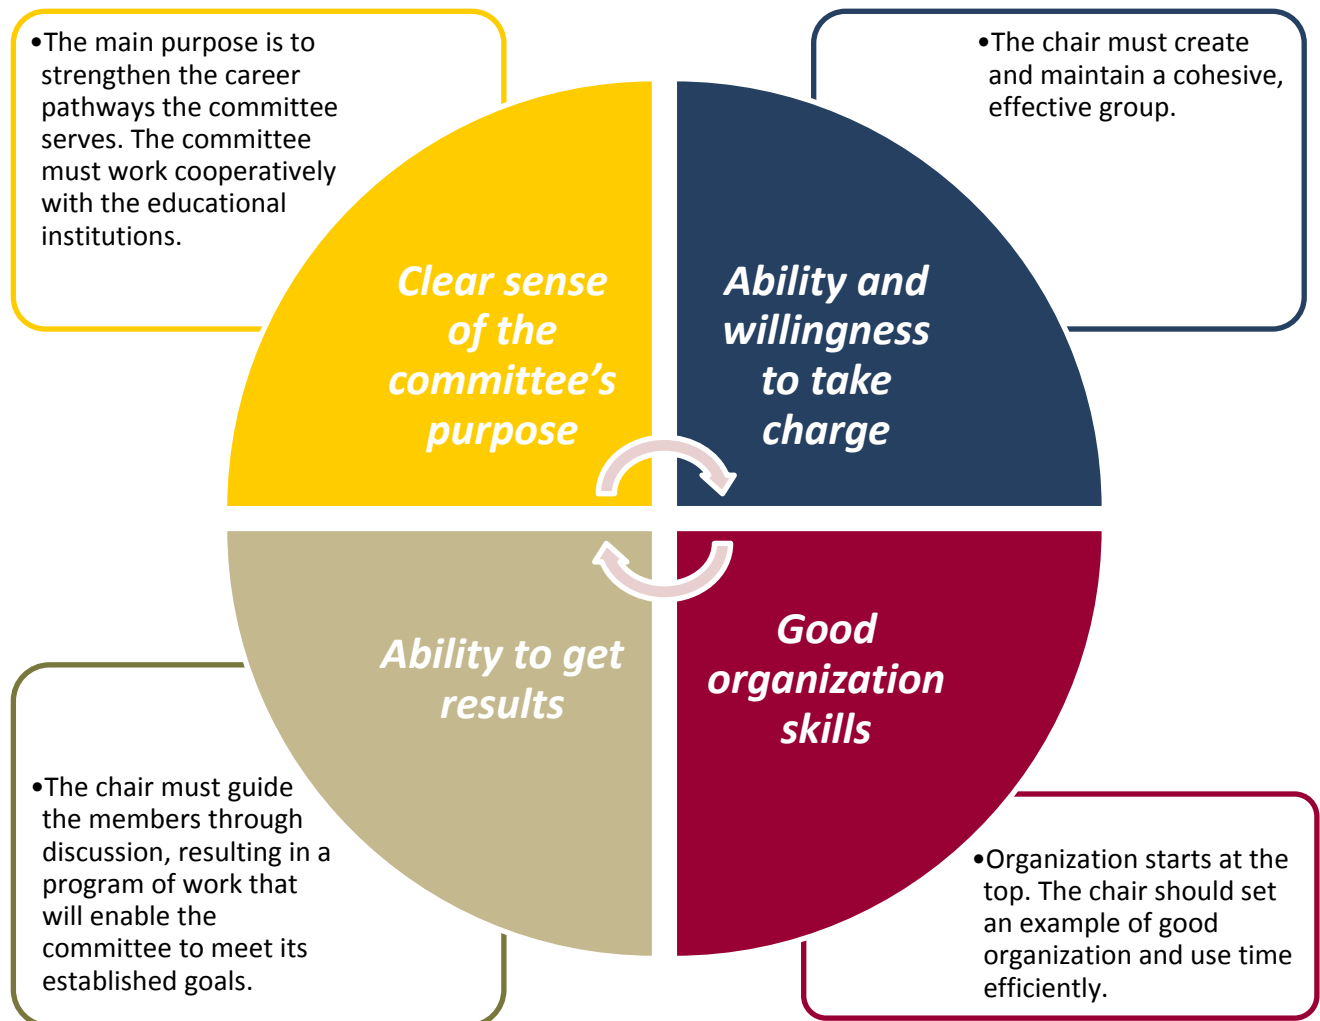 •The main purpose is to
strengthen the career
pathways the committee
serves. The committee
must work cooperatively
with the educational
institutions.
•The chair must create
and maintain a cohesive,
effective group.
Clear sense
of the
committee’s
purpose
Ability and
willingness
to take
charge
Ability to get
results
Good
organization
skills
•The chair must guide
the members through
discussion, resulting in a
program of work that
will enable the
committee to meet its
established goals.
•Organization starts at the
top. The chair should set
an example of good
organization and use time
efficiently.